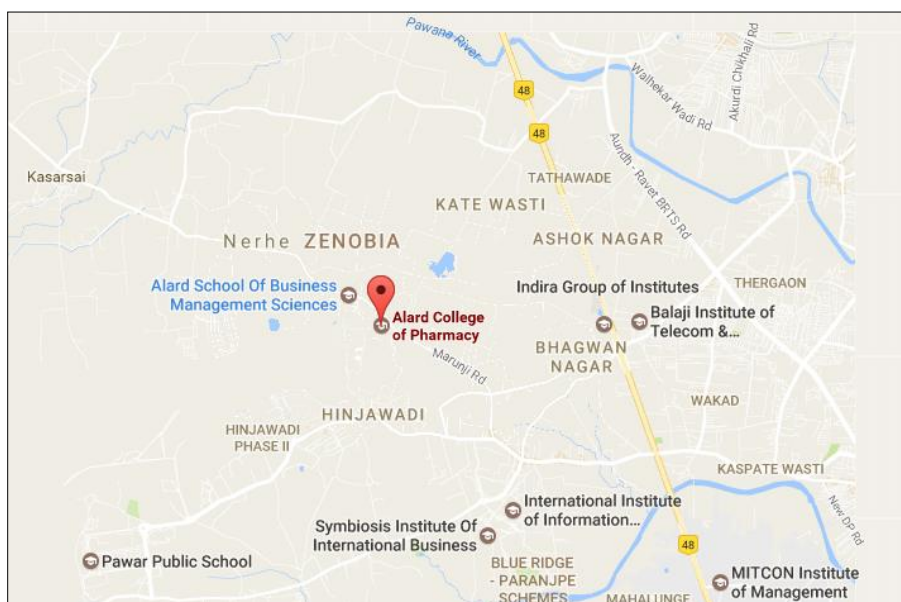 Pawana River
48
48
Walhekar Wadi Rd
Akurdi Chikhali Rd
Aundh - Ravet BRTS Rd
Kasarsai
TATHAWADE
KATE WASTI
Nerhe
ZENOBIA
ASHOK NAGAR
THERGAON
Alard School Of Business
Management Sciences
Indira Group of Institutes
Alard College
of Pharmacy
Balaji Institute of
Telecom &...
Marunji Rd
BHAGWAN
NAGAR
WAKAD
HINJAWADI
HINJAWADI
PHASE II
KASPATE WASTI
New DP Rd
International Institute
of Information...
Symbiosis Institute Of
International Business
48
Pawar Public School
BLUE RIDGE
- PARANJPE
SCHEMES
MITCON Institute
of Management
MAHALUNGE